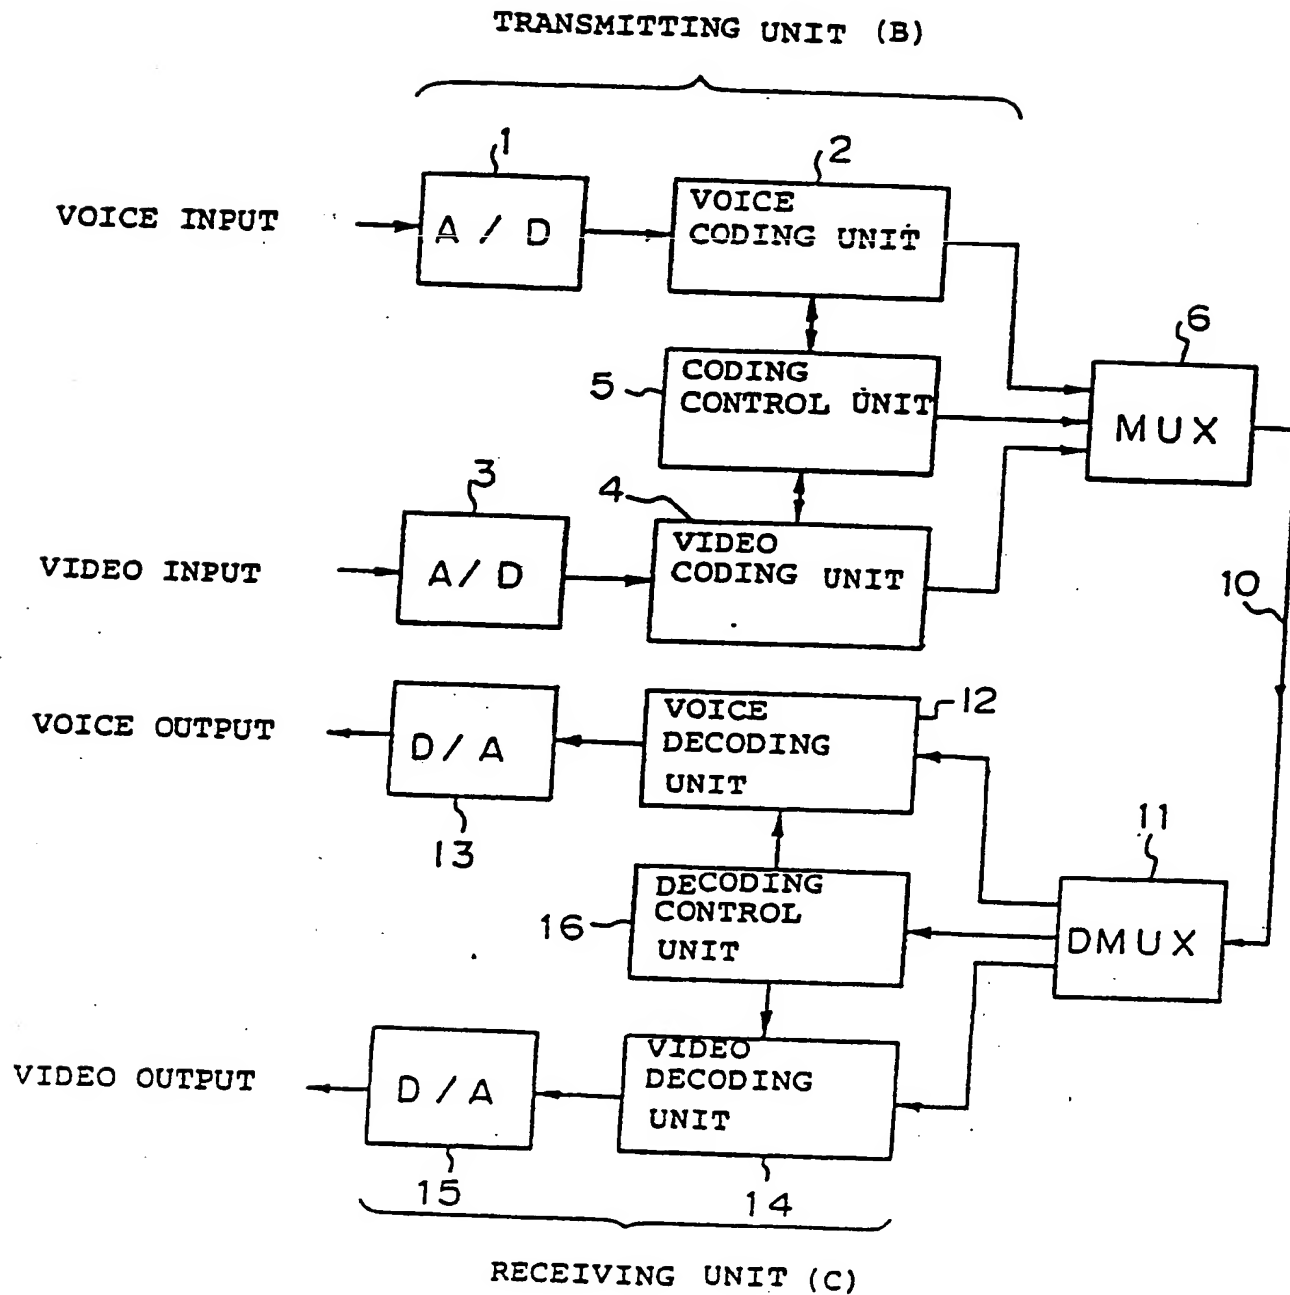 TRANSMITTING UNIT (B)
1
2
VOICE INPUT
A / D
VOICE
CODING UNIT
6
5
CODING
CONTROL UNIT
MUX
3
4
VIDEO INPUT
A/D
VIDEO
CODING UNIT
10
12
VOICE OUTPUT
D/A
VOICE
DECODING
UNIT
13
11
16
DECODING
CONTROL
UNIT
DMUX
VIDEO OUTPUT
D/A
VIDEO
DECODING
UNIT
15
14
RECEIVING UNIT (C)